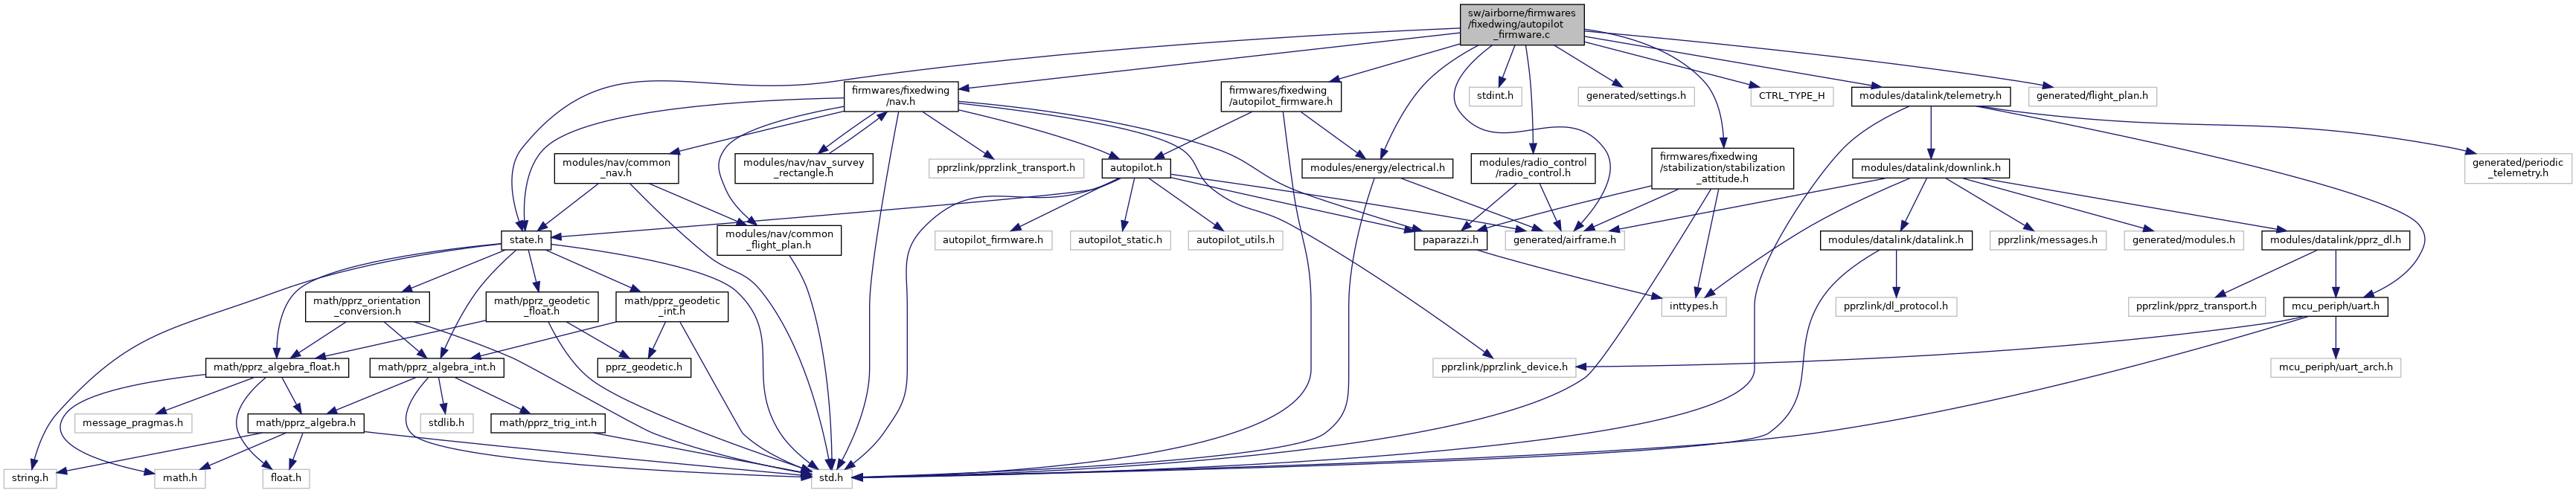 sw/airborne/firmwares
/fixedwing/autopilot
_firmware.c
firmwares/fixedwing
/nav.h
firmwares/fixedwing
/autopilot_firmware.h
stdint.h
generated/settings.h
CTRL_TYPE_H
modules/datalink/telemetry.h
generated/flight_plan.h
modules/nav/common
_nav.h
modules/nav/nav_survey
_rectangle.h
pprzlink/pprzlink_transport.h
autopilot.h
modules/energy/electrical.h
modules/radio_control
/radio_control.h
firmwares/fixedwing
/stabilization/stabilization
_attitude.h
modules/datalink/downlink.h
generated/periodic
_telemetry.h
state.h
modules/nav/common
_flight_plan.h
autopilot_firmware.h
autopilot_static.h
autopilot_utils.h
paparazzi.h
generated/airframe.h
modules/datalink/datalink.h
pprzlink/messages.h
generated/modules.h
modules/datalink/pprz_dl.h
math/pprz_orientation
_conversion.h
math/pprz_geodetic
_float.h
math/pprz_geodetic
_int.h
inttypes.h
pprzlink/dl_protocol.h
pprzlink/pprz_transport.h
mcu_periph/uart.h
math/pprz_algebra_float.h
math/pprz_algebra_int.h
pprz_geodetic.h
pprzlink/pprzlink_device.h
mcu_periph/uart_arch.h
message_pragmas.h
math/pprz_algebra.h
stdlib.h
math/pprz_trig_int.h
string.h
math.h
float.h
std.h